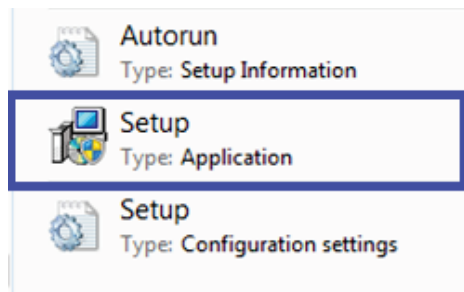 Autorun
Type: Setup Information
Setup
Type: Application
Setup
Type: Configuration settings